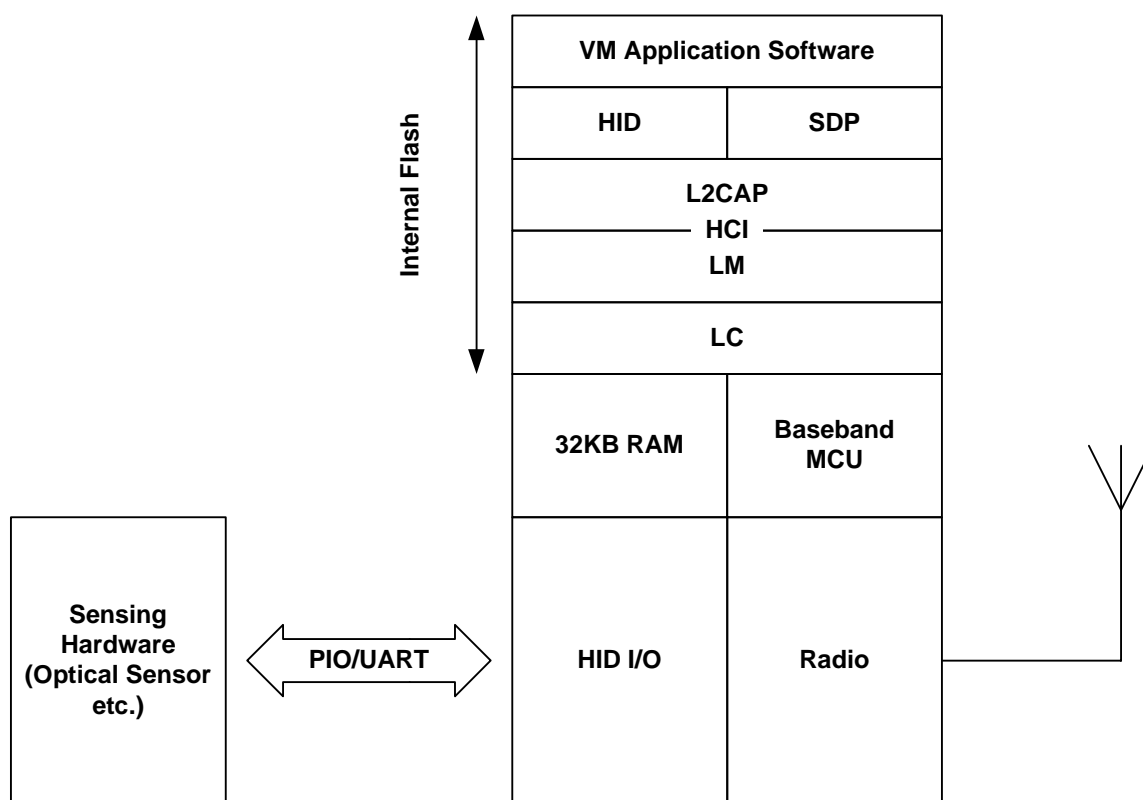 VM Application Software
HID
SDP
Internal Flash
L2CAP
HCI
LM
LC
32KB RAM
Baseband
MCU
Sensing
Hardware
(Optical Sensor
etc.)
PIO/UART
HID I/O
Radio